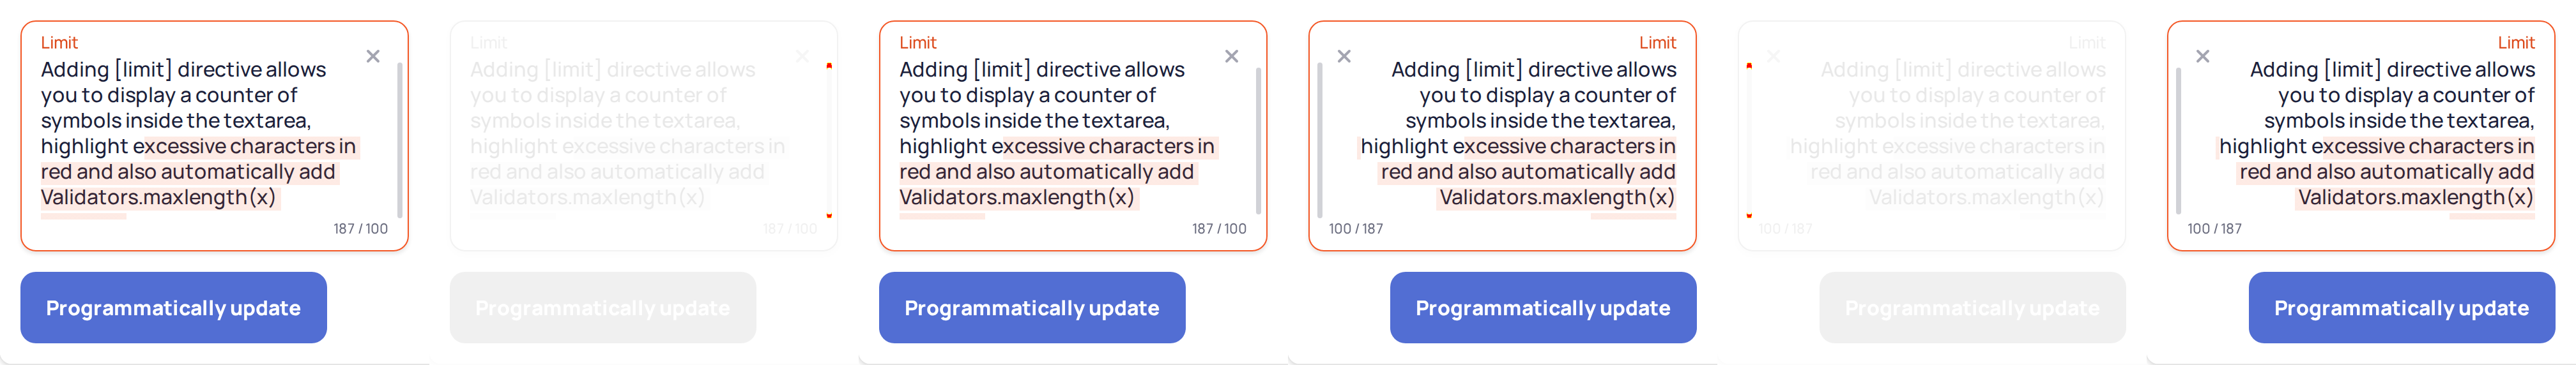 Limit
Adding [limit] directive allows
you to display a counter of
symbols inside the textarea,
highlight excessive characters in
red and also automatically add
Validators.maxlength(x)
187 / 100
Programmatically update
Limit
Adding [limit] directive allows
you to display a counter of
symbols inside the textarea,
highlight excessive characters in
red and also automatically add
Validators.maxlength(x)
187 / 100
Programmatically update
Limit
Adding [limit] directive allows
you to display a counter of
symbols inside the textarea,
highlight excessive characters in
red and also automatically add
Validators.maxlength(x)
187 / 100
Programmatically update
Limit
Adding [limit] directive allows
you to display a counter of
symbols inside the textarea,
highlight excessive characters in
red and also automatically add
Validators.maxlength(x)
100 / 187
Programmatically update
Limit
Adding [limit] directive allows
you to display a counter of
symbols inside the textarea,
highlight excessive characters in
red and also automatically add
Validators.maxlength(x)
100 / 187
Programmatically update
Limit
Adding [limit] directive allows
you to display a counter of
symbols inside the textarea,
highlight excessive characters in
red and also automatically add
Validators.maxlength(x)
100 / 187
Programmatically update